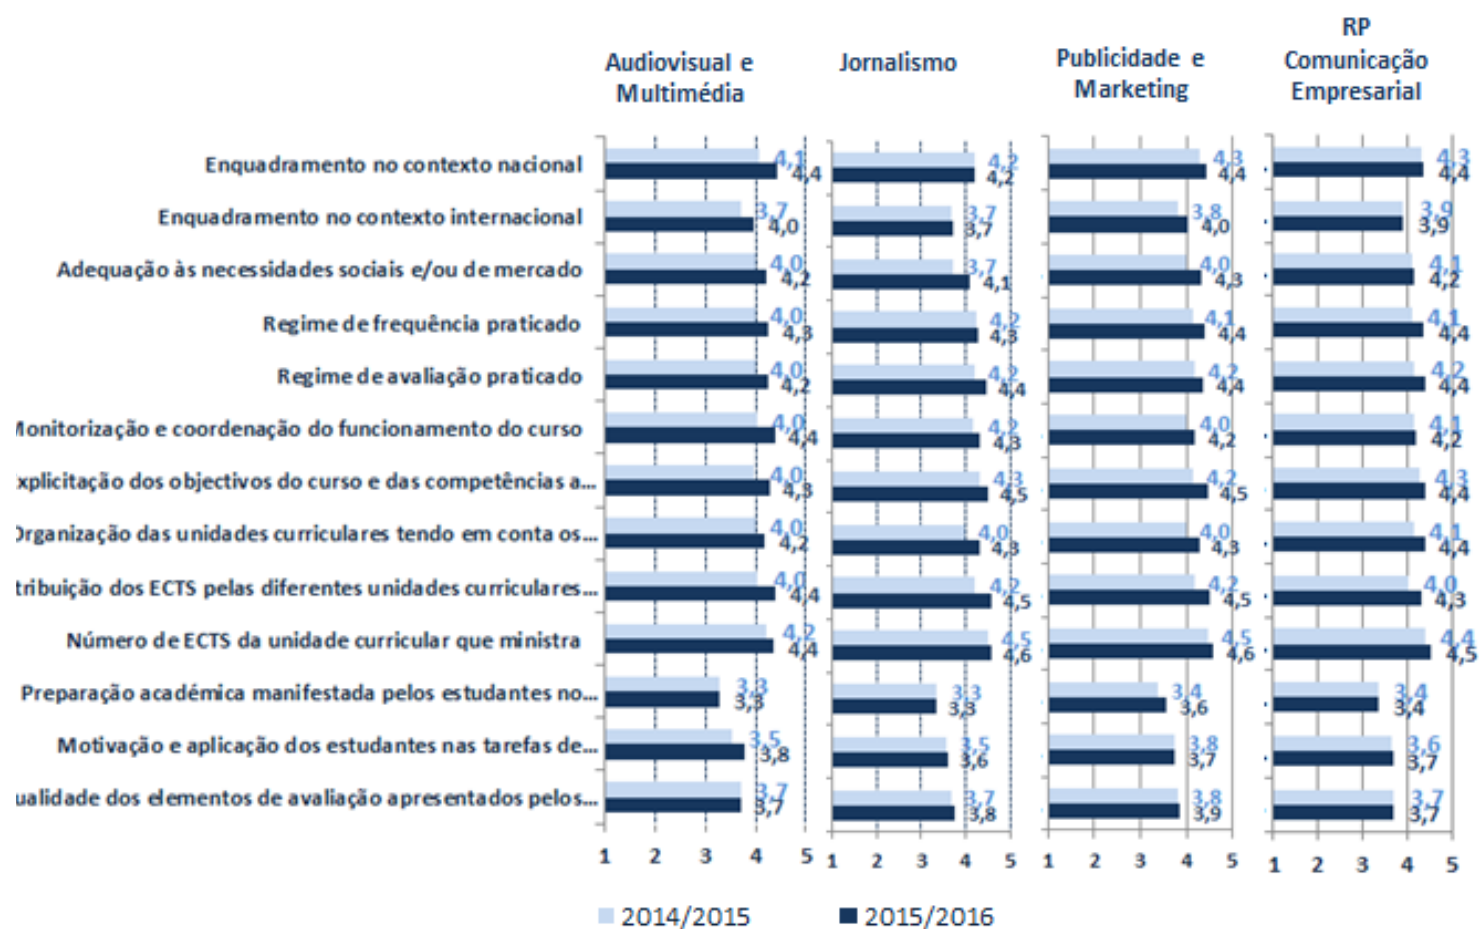 Audiovisual e
Multimédia
Jornalismo
Publicidade e
Marketing
RP
Comunicação
Empresarial
Enquadramento no contexto nacional
4,1 4,2 4,3 4,3
4,4 4,2 4,4 4,4
Enquadramento no contexto internacional
3,7 3,7 3,8 3,9
4,0 3,7 4,0 3,9
Adequação às necessidades sociais e/ou de mercado
4,0 3,7 4,0 4,1
4,2 4,1 4,3 4,2
Regime de frequência praticado
4,0 4,2 4,1 4,1
4,3 4,3 4,4 4,4
Regime de avaliação praticado
4,0 4,2 4,2 4,2
4,2 4,4 4,4 4,4
Monitorização e coordenação do funcionamento do curso
4,0 4,2 4,0 4,1
4,4 4,3 4,2 4,2
xplicitação dos objectivos do curso e das competências a...
4,0 4,3 4,2 4,3
4,3 4,5 4,5 4,4
Organização das unidades curriculares tendo em conta os...
4,0 4,0 4,0 4,1
4,2 4,3 4,3 4,4
tribuição dos ECTS pelas diferentes unidades curriculares...
4,0 4,2 4,2 4,0
4,4 4,5 4,5 4,3
Número de ECTS da unidade curricular que ministra
4,2 4,5 4,5 4,4
4,4 4,6 4,6 4,5
Preparação académica manifestada pelos estudantes no...
3,3 3,3 3,4 3,4
3,3 3,3 3,6 3,4
Motivação e aplicação dos estudantes nas tarefas de...
3,5 3,5 3,8 3,6
3,8 3,6 3,7 3,7
ualidade dos elementos de avaliação apresentados pelos...
3,7 3,7 3,8 3,7
3,7 3,8 3,9 3,7
1 2 3 4 5 1 2 3 4 5 1 2 3 4 5 1 2 3 4 5
2014/2015 2015/2016